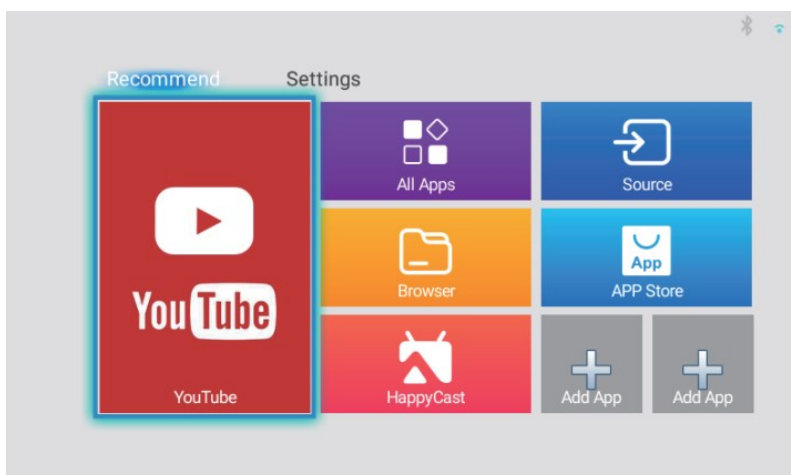 Recommend
Settings
All Apps
Source
YouTube
Browser
App
APP Store
YouTube
HappyCast
Add App
Add App